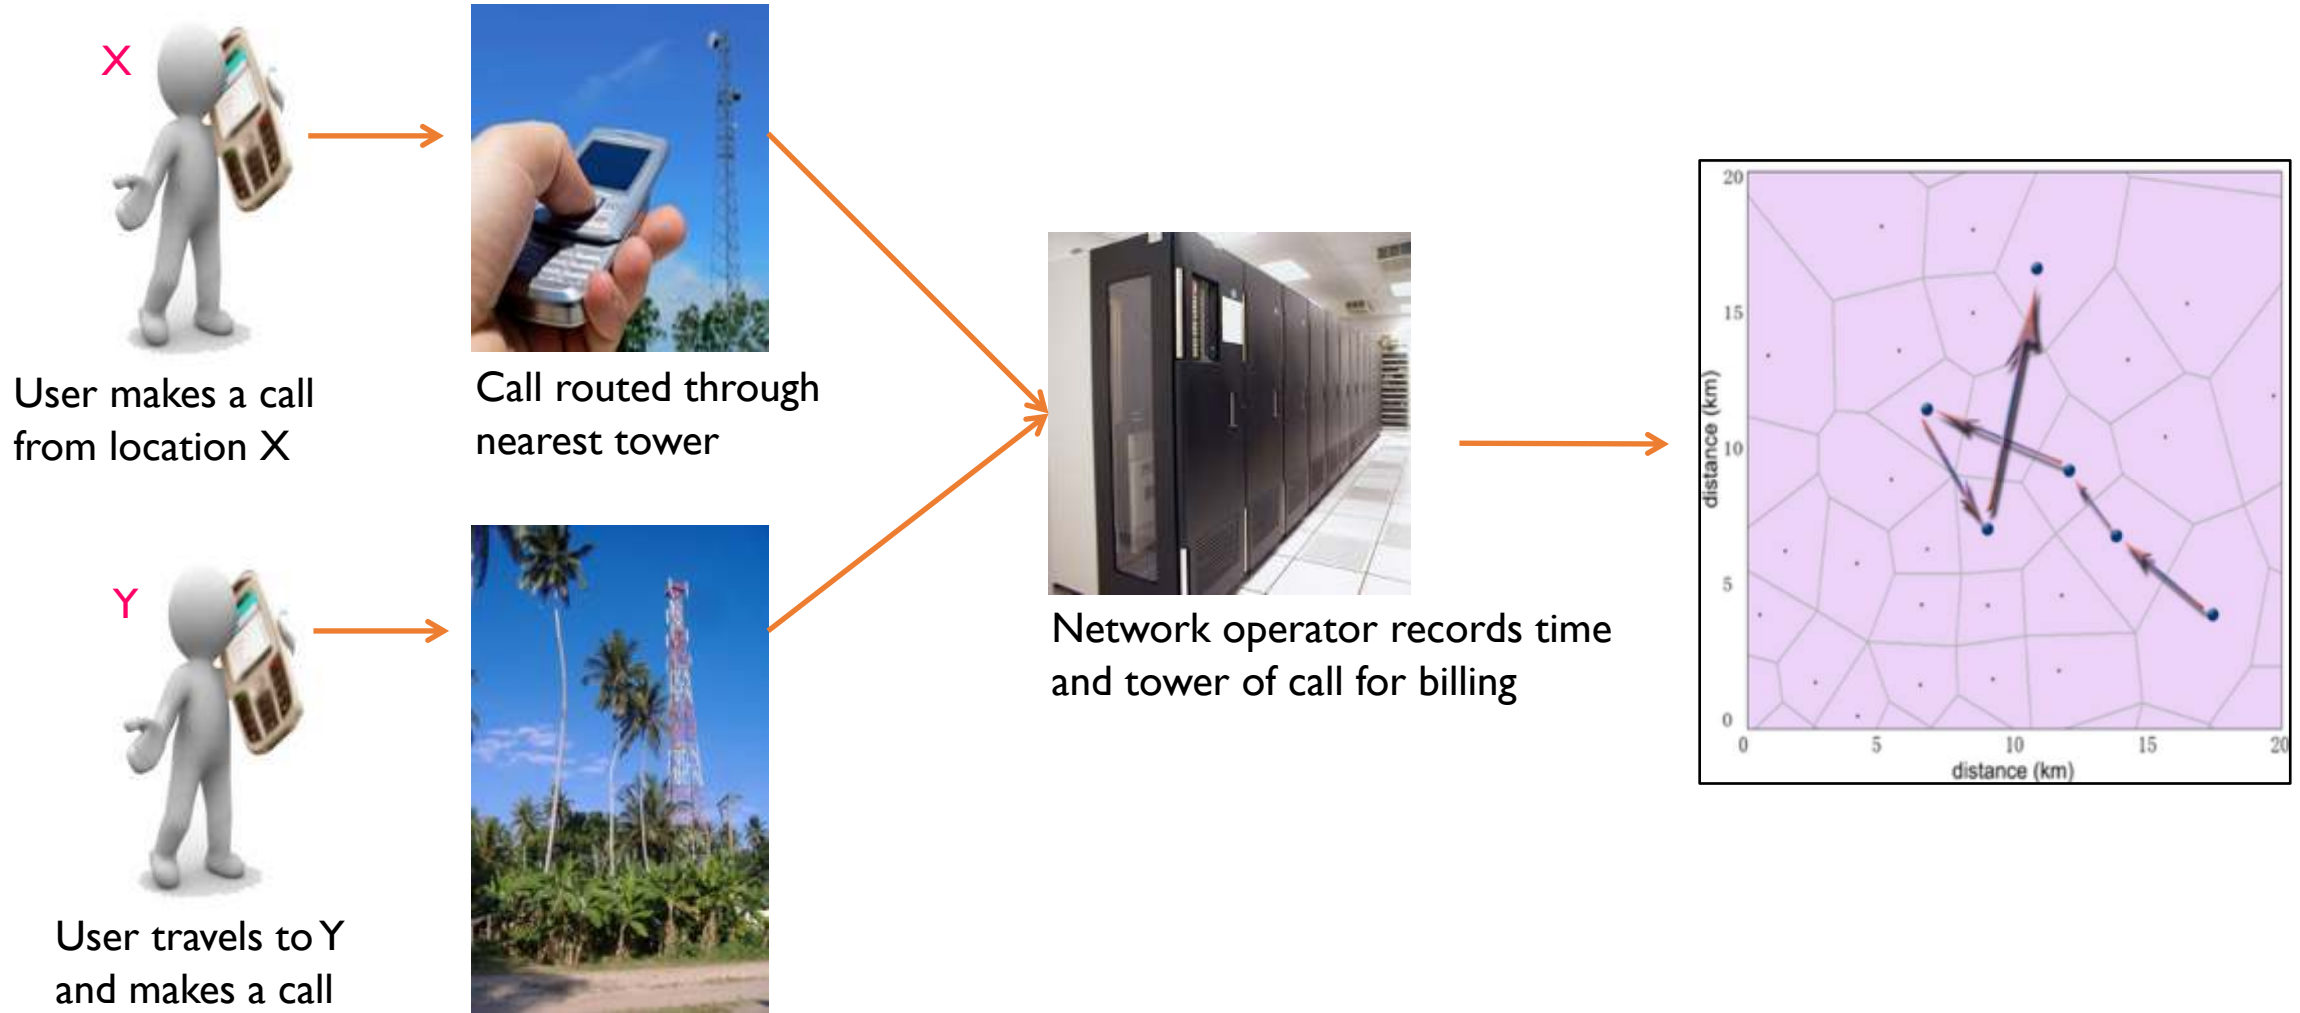 X
User makes a call
from location X
Call routed through
nearest tower
Y
User travels to Y
and makes a call
Network operator records time
and tower of call for billing
20
15
10
5
0
distance (km)
0
5
10
15
20
distance (km)